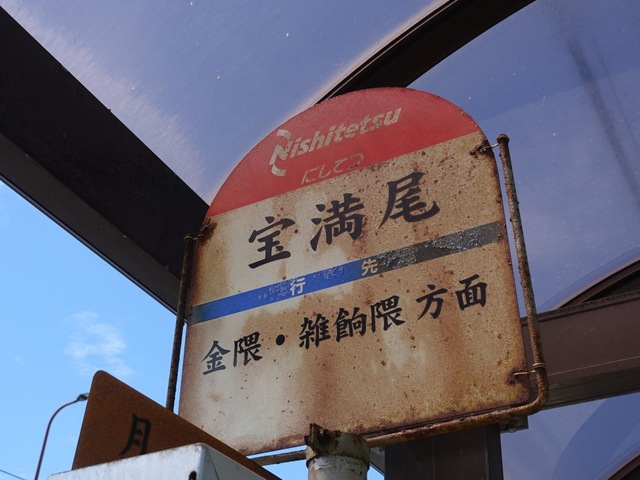 Nishitetsu
にしてつ
宝満尾
行先
金隈・雑餉隈方面
月